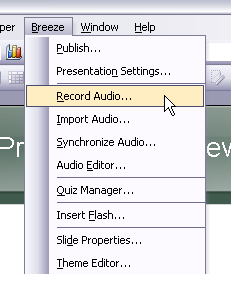 per Breeze Window Help
Publish...
Presentation Settings...
Record Audio...
Import Audio...
Synchronize Audio...
Audio Editor...
Quiz Manager...
Insert Flash...
Slide Properties...
Theme Editor...
Pr ew